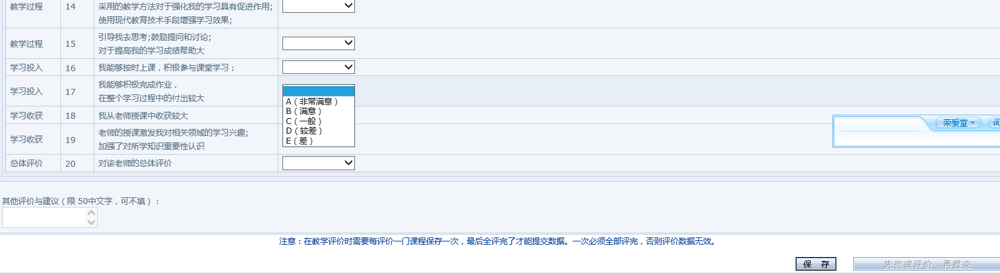 教学过程 14 采用的教学方法对于强化我的学习具有促进作用;
使用现代教育技术手段增强学习效果;
教学过程 15 引导我去思考;鼓励提问和讨论;
对于提高我的学习成绩帮助大
学习投入 16 我能够按时上课，积极参与课堂学习；
学习投入 17 我能够积极完成作业，
在整个学习过程中的付出较大
A（非常满意）
B（满意）
C（一般）
D（较差）
E（差）
学习收获 18 我从老师授课中收获较大
学习收获 19 老师的授课激发我对相关领域的学习兴趣;
加强了对所学知识重要性认识
荣爱堂 词
总体评价 20 对该老师的总体评价
其他评价与建议（限 50中文字，可不填）：
注意：在教学评价时需要每评价一门课程保存一次，最后全评完了才能提交数据。一次必须全部评完，否则评价数据无效。
保 存 先完成评价，再提交